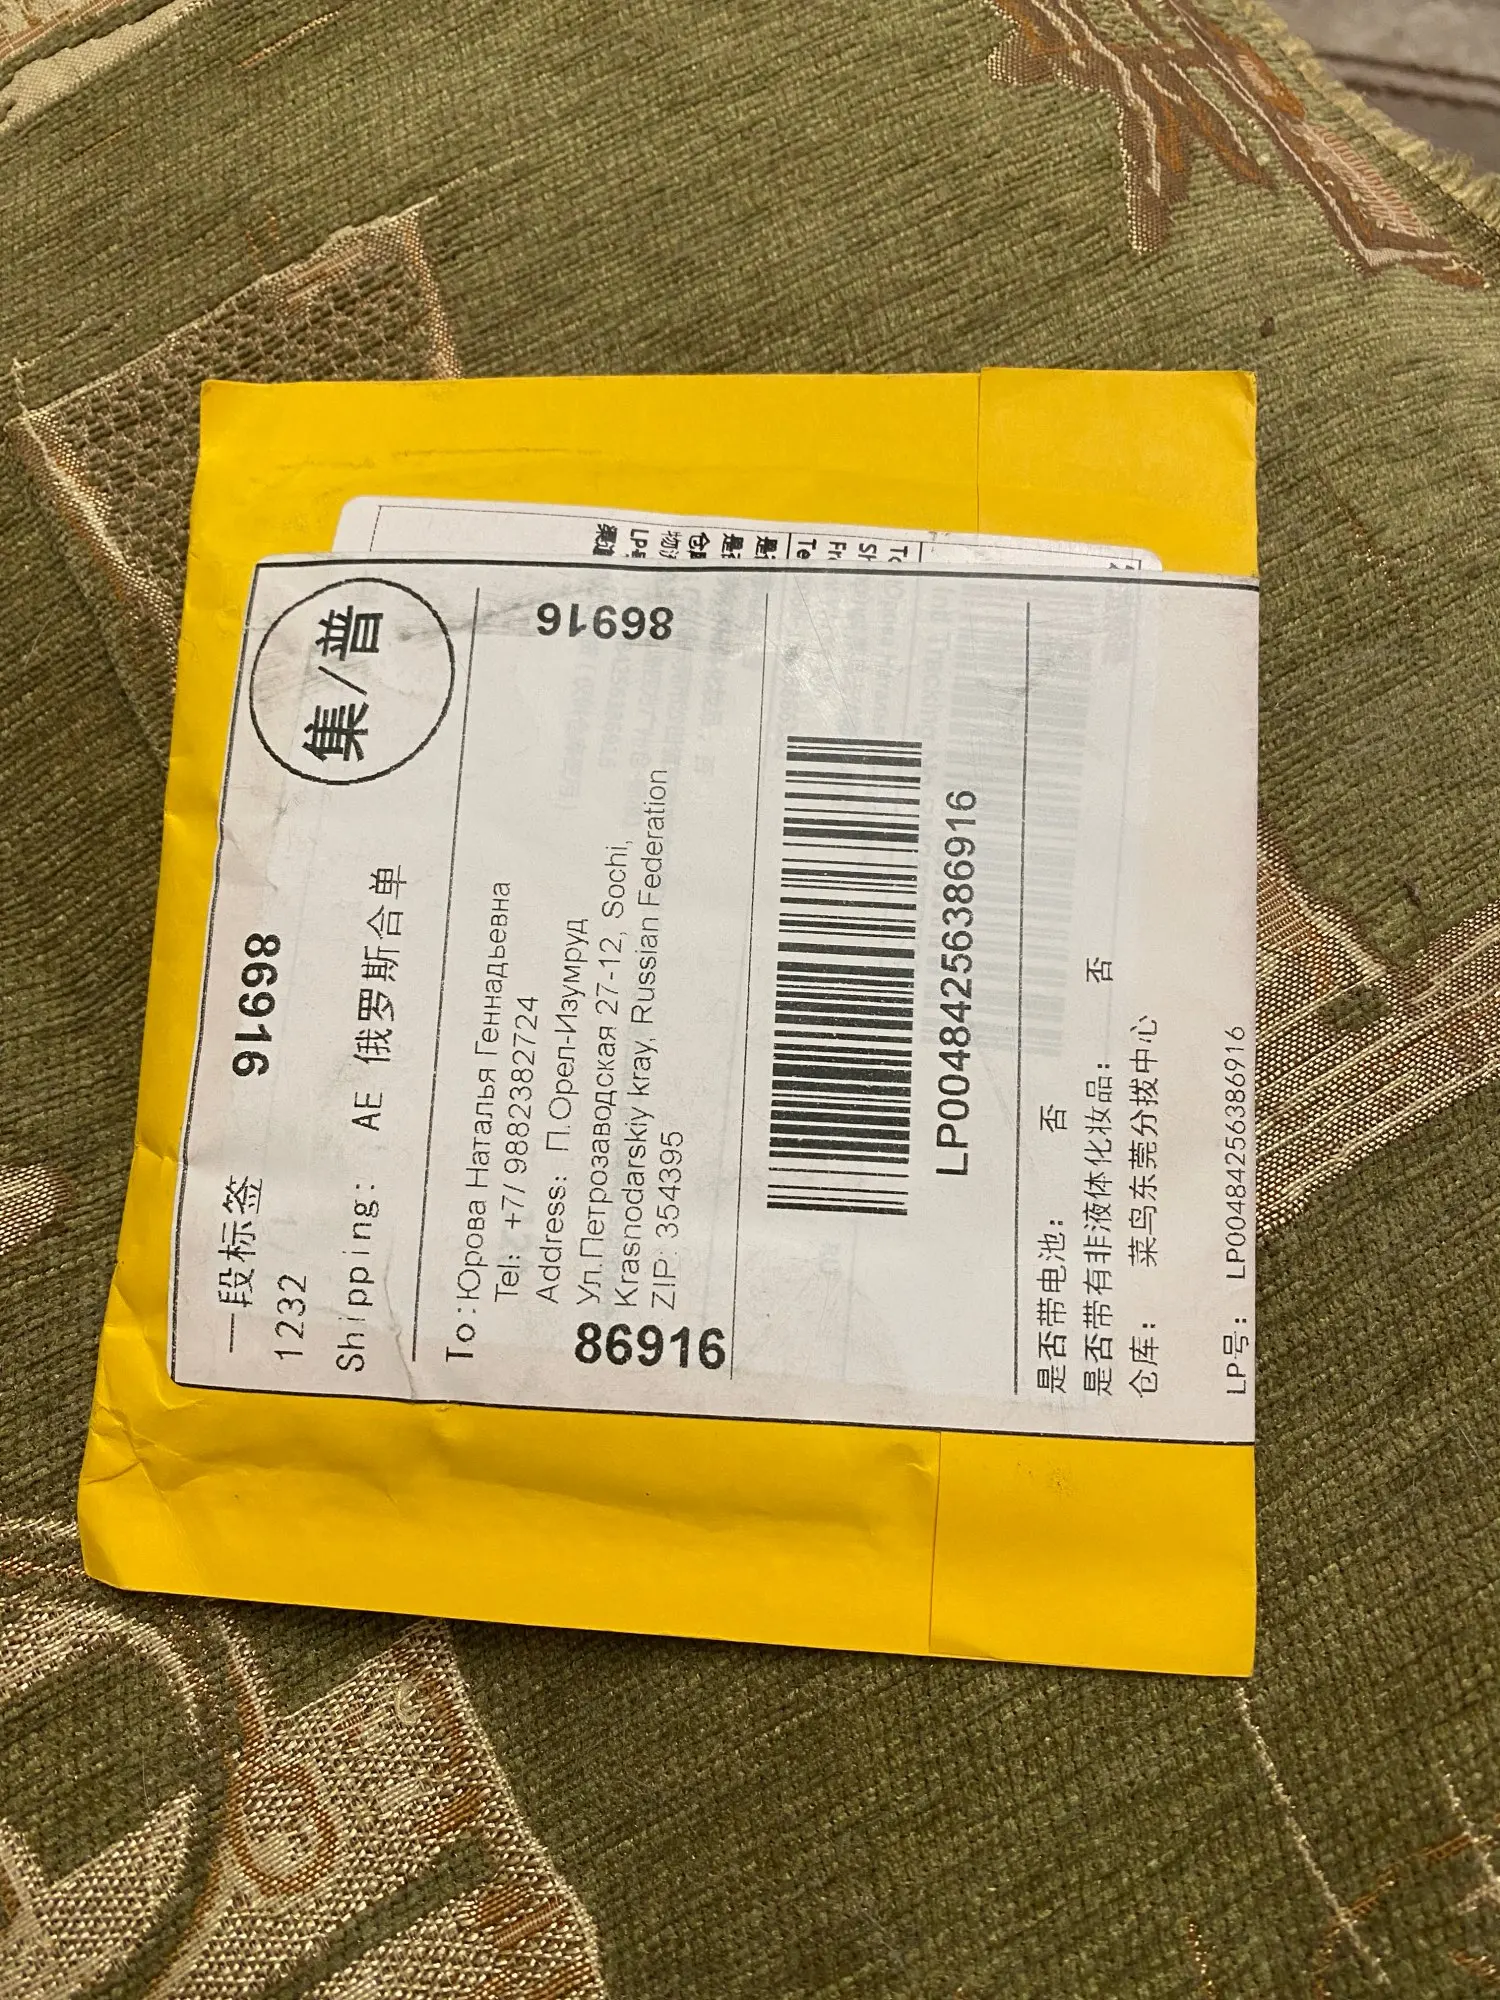 一段标签
86916
集/普
1232
Shipping: AE 俄罗斯合单
To:Юрова Наталья Геннадьевна
Tel: +7/ 9882382724
Address: П.Орел-Изумруд
Ул.Петрозаводская 27-12, Sochi,
Krasnodarskiy kray, Russian Federation
ZIP: 354395
86916
86916
LP00484256386916
是否带电池: 否
是否带有非液体化妆品: 否
仓库: 菜鸟东莞分拨中心
LP号: LP00484256386916